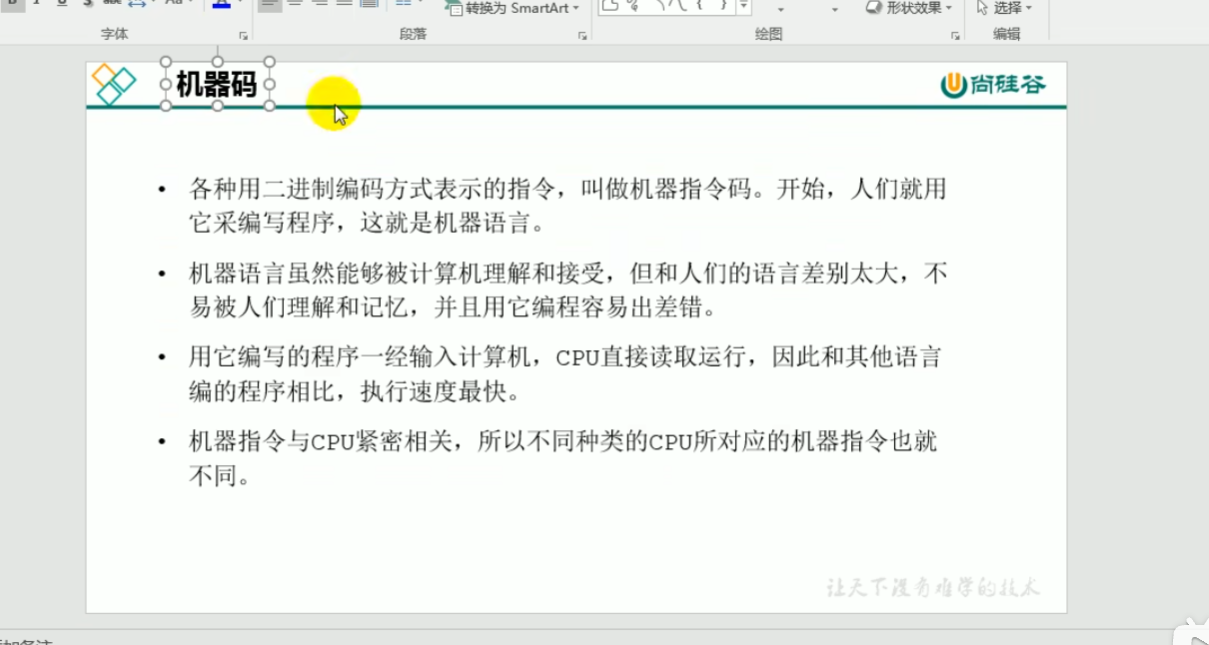 转换为 SmartArt
形状效果
选择
字体
段落
绘图
编辑
机器码
尚硅谷
• 各种用二进制编码方式表示的指令，叫做机器指令码。开始，人们就用
它采编写程序，这就是机器语言。
• 机器语言虽然能够被计算机理解和接受，但和人们的语言差别太大，不
易被人们理解和记忆，并且用它编程容易出差错。
• 用它编写的程序一经输入计算机，CPU直接读取运行，因此和其他语言
编的程序相比，执行速度最快。
• 机器指令与CPU紧密相关，所以不同种类的CPU所对应的机器指令也就
不同。
让天下没有难学的技术